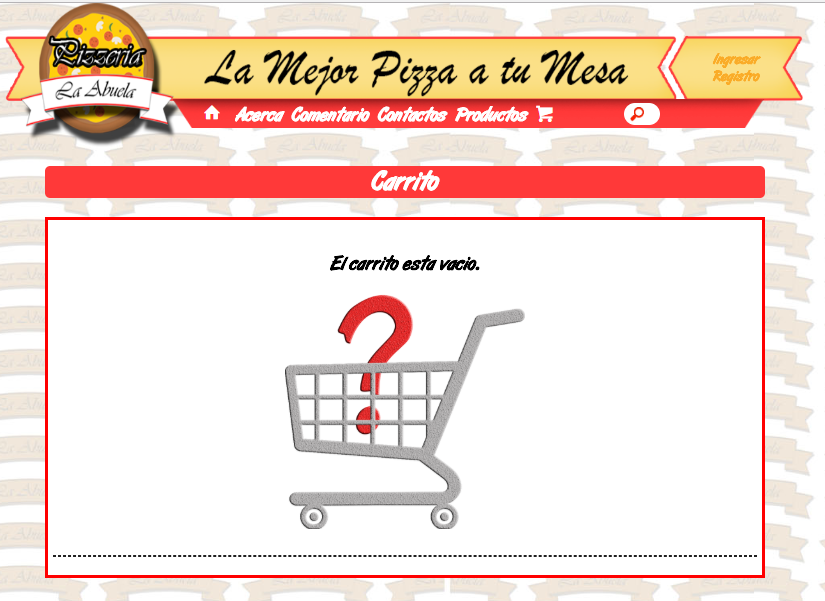 Pizzeria
La Abuela
La Mejor Pizza a tu Mesa
Ingresar
Registro
Acerca Comentario Contactos Productos
Carrito
El carrito esta vacio.